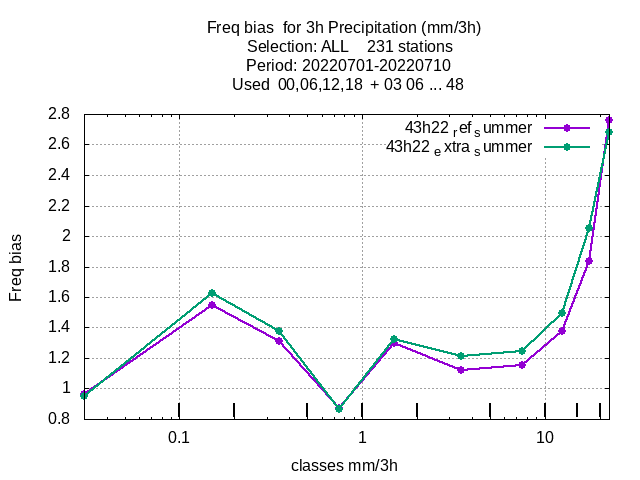 Freq bias  for 3h Precipitation (mm/3h)
Selection: ALL    231 stations
Period: 20220701-20220710
Used  00,06,12,18  + 03 06 ... 48
43h22 ref summer
43h22 extra summer
2.8
2.6
2.4
2.2
2
1.8
1.6
1.4
1.2
1
0.8
Freq bias
0.1 1 10
classes mm/3h